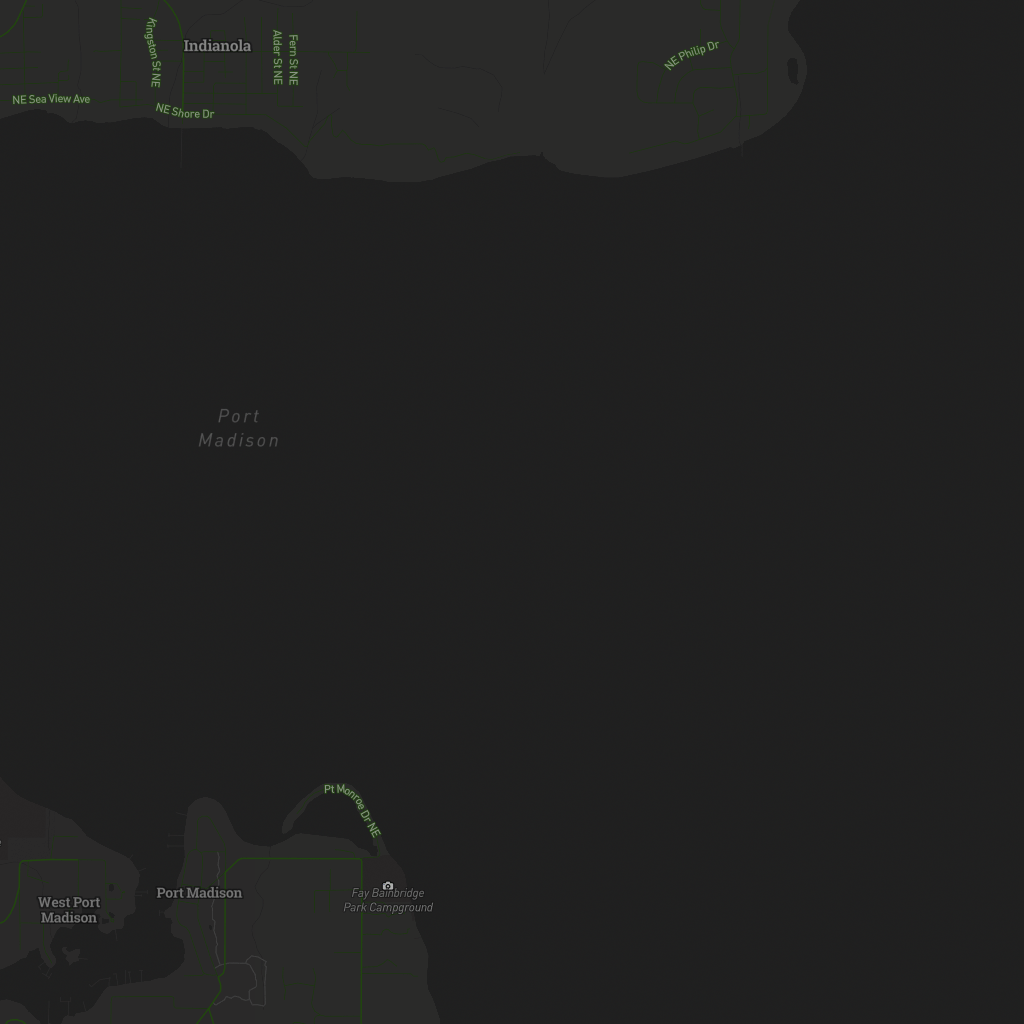 Kingston St NE
Indianola
Alder St NE
Fern St NE
NE Philip Dr
NE Sea View Ave
NE Shore Dr
Port
Madison
Pt Monroe Dr NE
Port Madison
Fay Bainbridge
Park Campground
West Port
Madison